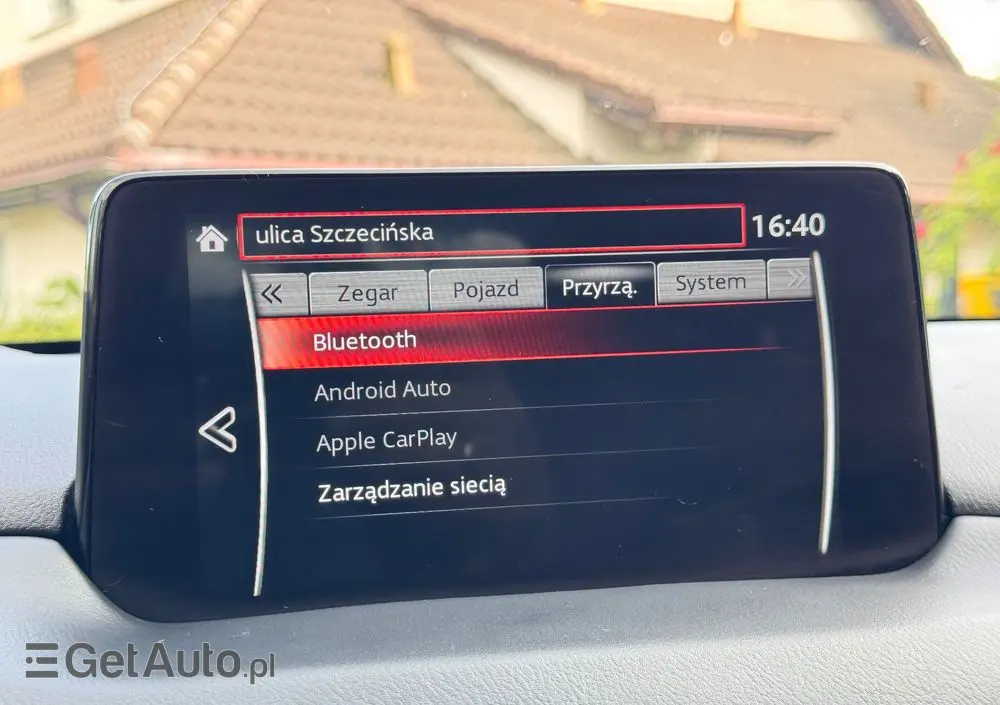 ulica Szczecińska
16:40
Zegar
Pojazd
Przyrzą.
System
Bluetooth
Android Auto
Apple CarPlay
Zarządzanie siecią
GetAuto.pl